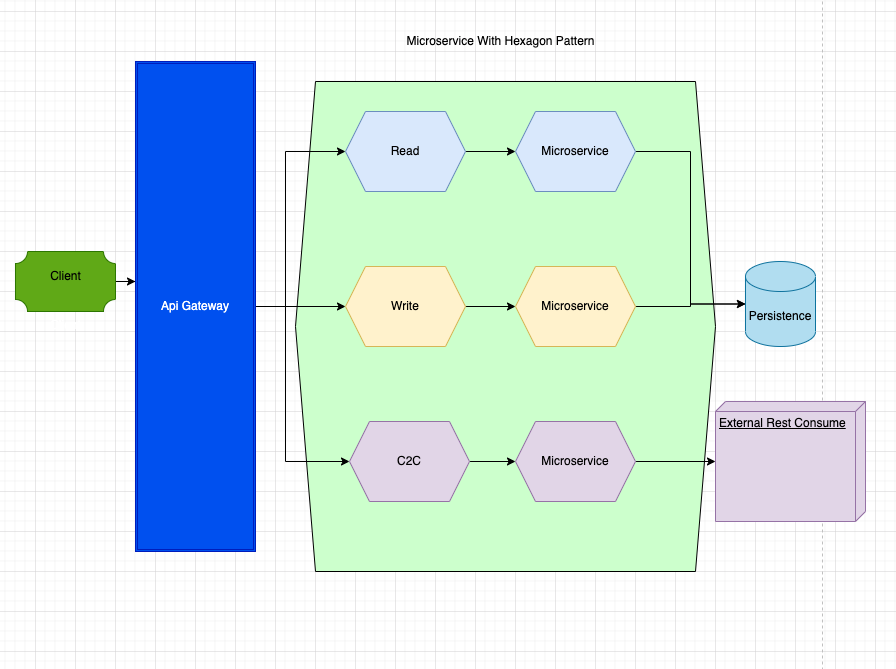 Microservice With Hexagon Pattern
Read
Microservice
Client
Api Gateway
Write
Microservice
Persistence
External Rest Consume
C2C
Microservice